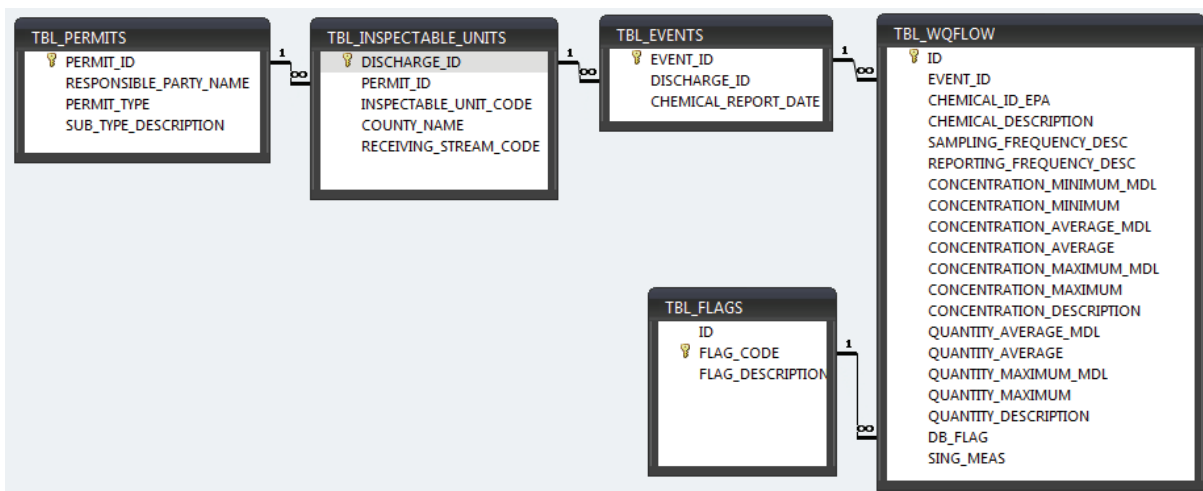 TBL_PERMITS
PERMIT_ID
RESPONSIBLE_PARTY_NAME
PERMIT_TYPE
SUB_TYPE_DESCRIPTION
1
∞
TBL_INSPECTABLE_UNITS
DISCHARGE_ID
PERMIT_ID
INSPECTABLE_UNIT_CODE
COUNTY_NAME
RECEIVING_STREAM_CODE
1
∞
TBL_EVENTS
EVENT_ID
DISCHARGE_ID
CHEMICAL_REPORT_DATE
1
∞
TBL_WQFLOW
ID
EVENT_ID
CHEMICAL_ID_EPA
CHEMICAL_DESCRIPTION
SAMPLING_FREQUENCY_DESC
REPORTING_FREQUENCY_DESC
CONCENTRATION_MINIMUM_MDL
CONCENTRATION_MINIMUM
CONCENTRATION_AVERAGE_MDL
CONCENTRATION_AVERAGE
CONCENTRATION_MAXIMUM_MDL
CONCENTRATION_MAXIMUM
CONCENTRATION_DESCRIPTION
QUANTITY_AVERAGE_MDL
QUANTITY_AVERAGE
QUANTITY_MAXIMUM_MDL
QUANTITY_MAXIMUM
QUANTITY_DESCRIPTION
DB_FLAG
SING_MEAS
TBL_FLAGS
ID
FLAG_CODE
FLAG_DESCRIPTION
1
∞